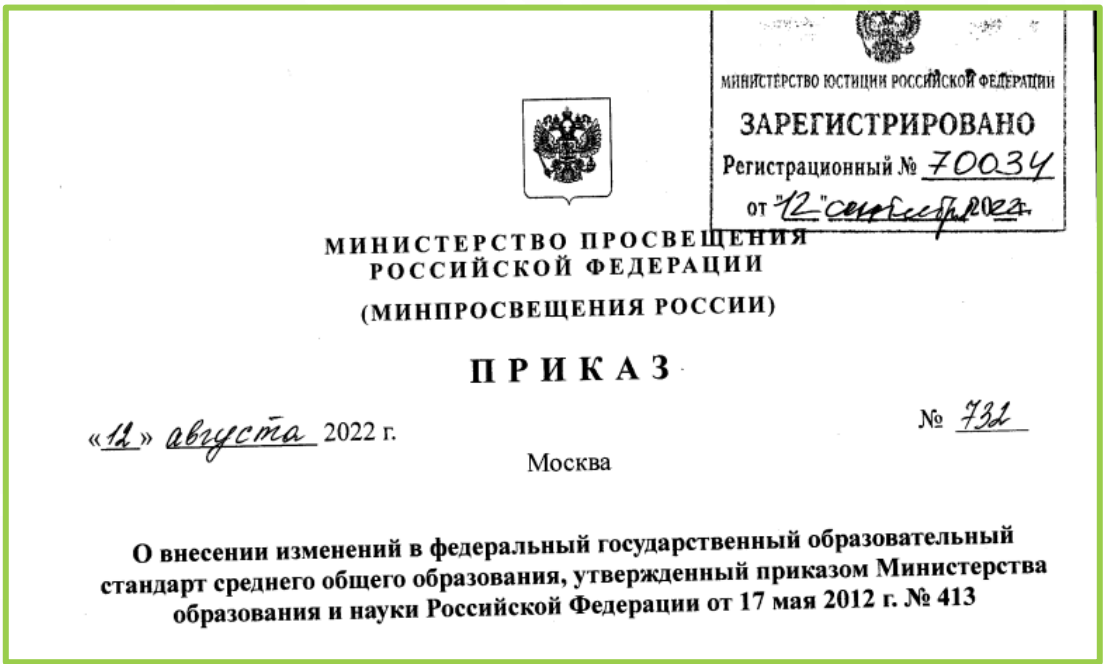 МИНИСТЕРСТВО ЮСТИЦИИ РОССИЙСКОЙ ФЕДЕРАЦИИ
ЗАРЕГИСТРИРОВАНО
Регистрационный № 70034
от "12" сентября 2022г.
МИНИСТЕРСТВО ПРОСВЕЩЕНИЯ
РОССИЙСКОЙ ФЕДЕРАЦИИ
(МИНПРОСВЕЩЕНИЯ РОССИИ)
ПРИКАЗ
«12» августа 2022 г.
№ 732
Москва
О внесении изменений в федеральный государственный образовательный
стандарт среднего общего образования, утвержденный приказом Министерства
образования и науки Российской Федерации от 17 мая 2012 г. № 413